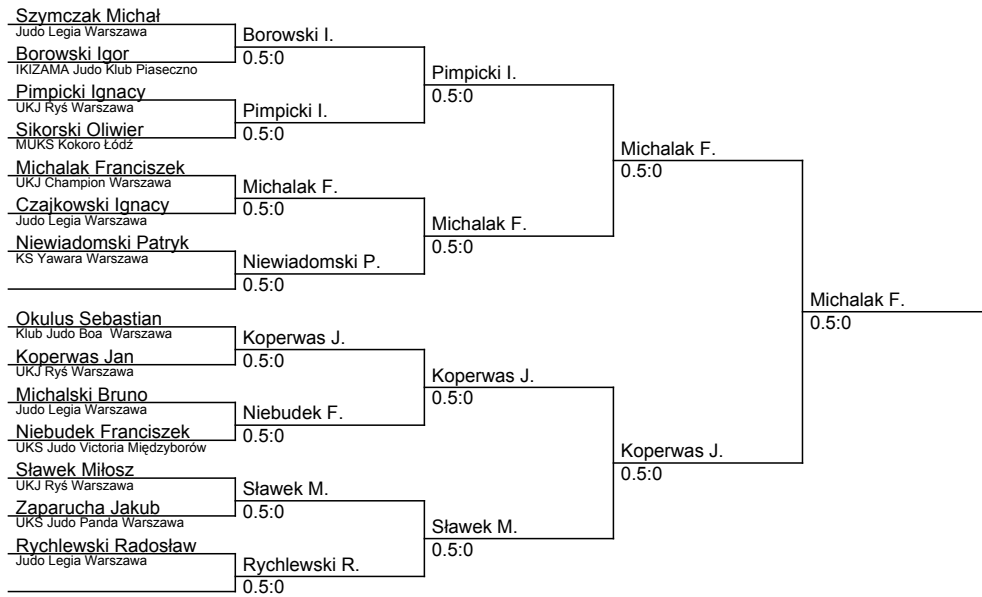 Szymczak Michał
Judo Legia Warszawa
Borowski Igor
IKIZAMA Judo Klub Piaseczno
Pimpicki Ignacy
UKJ Ryś Warszawa
Sikorski Oliwier
MUKS Kokoro Łódź
Michalak Franciszek
UKJ Champion Warszawa
Czajkowski Ignacy
Judo Legia Warszawa
Niewiadomski Patryk
KS Yawara Warszawa
Okulus Sebastian
Klub Judo Boa  Warszawa
Koperwas Jan
UKJ Ryś Warszawa
Michalski Bruno
Judo Legia Warszawa
Niebudek Franciszek
UKS Judo Victoria Międzyborów
Sławek Miłosz
UKJ Ryś Warszawa
Zaparucha Jakub
UKS Judo Panda Warszawa
Rychlewski Radosław
Judo Legia Warszawa
Borowski I.
0.5:0
Pimpicki I.
0.5:0
Michalak F.
0.5:0
Niewiadomski P.
0.5:0
Koperwas J.
0.5:0
Niebudek F.
0.5:0
Sławek M.
0.5:0
Rychlewski R.
0.5:0
Pimpicki I.
0.5:0
Michalak F.
0.5:0
Koperwas J.
0.5:0
Sławek M.
0.5:0
Michalak F.
0.5:0
Koperwas J.
0.5:0
Michalak F.
0.5:0